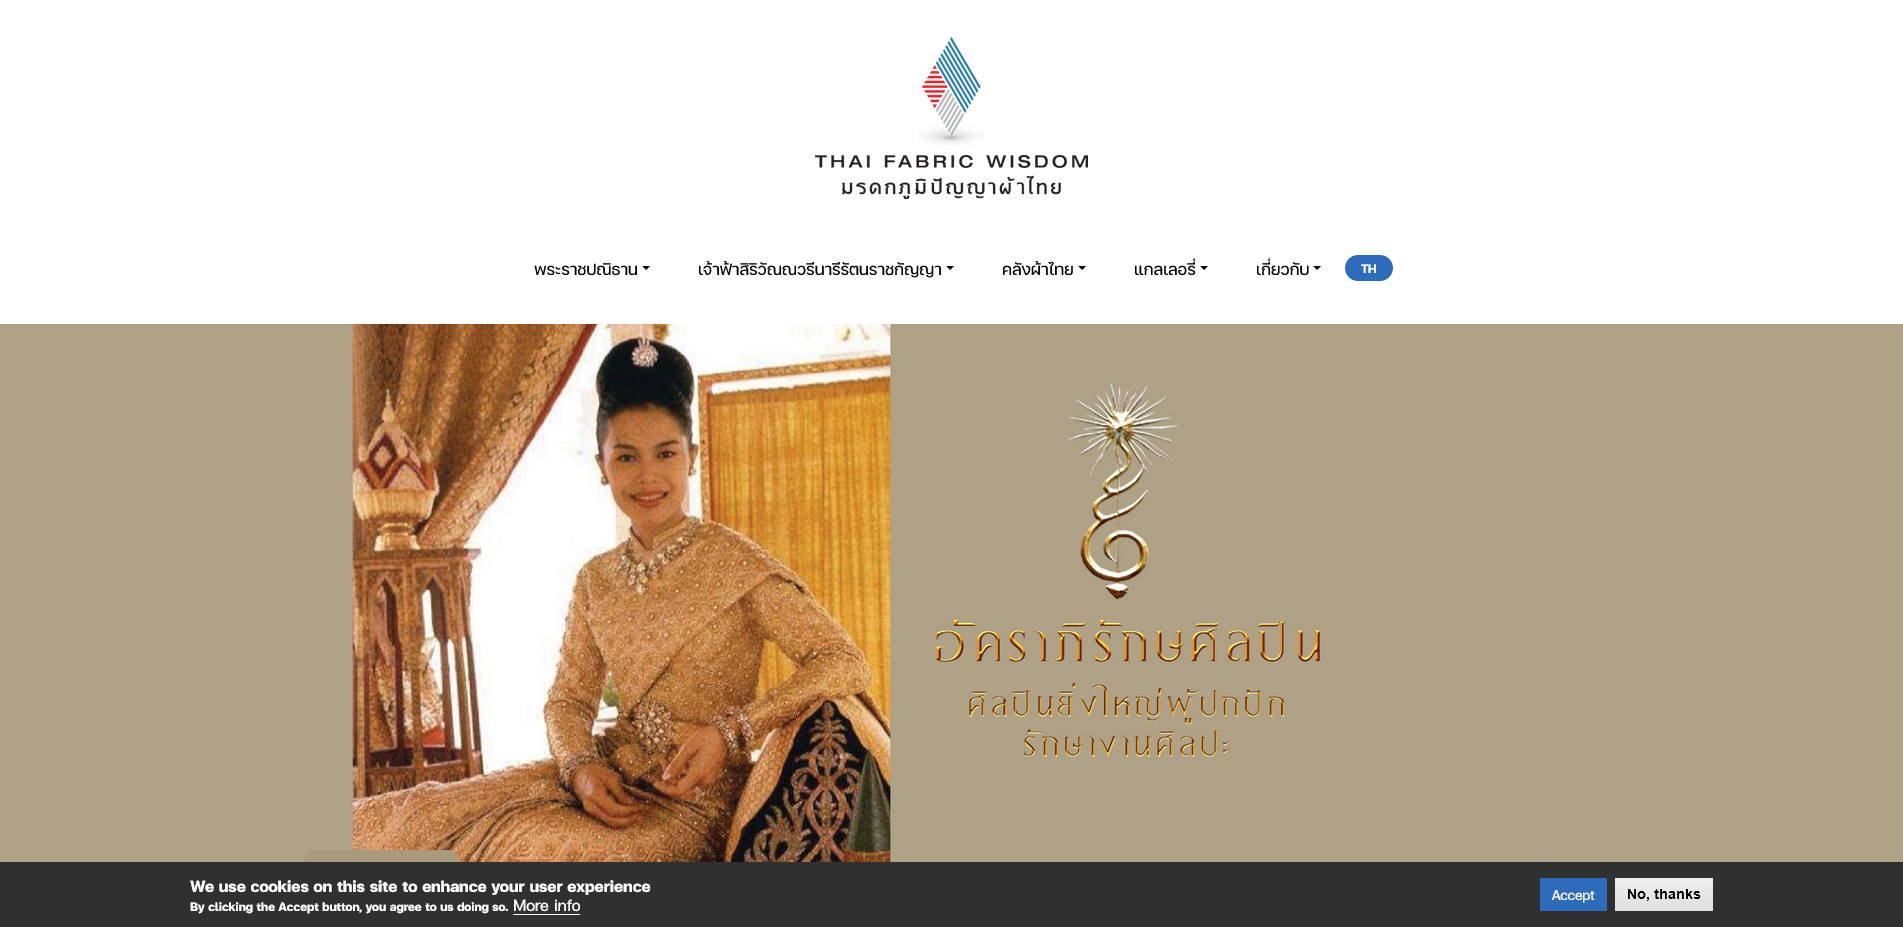 THAI FABRIC WISDOM
มรดกภูมิปัญญาผ้าไทย
พระราชปณิธาน เจ้าฟ้าสิริวัณณวรีนารีรัตนราชกัญญา คลังผ้าไทย แกลเลอรี่ เกี่ยวกับ TH
อัคราภิรักษศิลปิน
ศิลปินยิ่งใหญ่ผู้ปกปัก
รักษางานศิลปะ
We use cookies on this site to enhance your user experience
By clicking the Accept button, you agree to us doing so. More info
Accept No, thanks